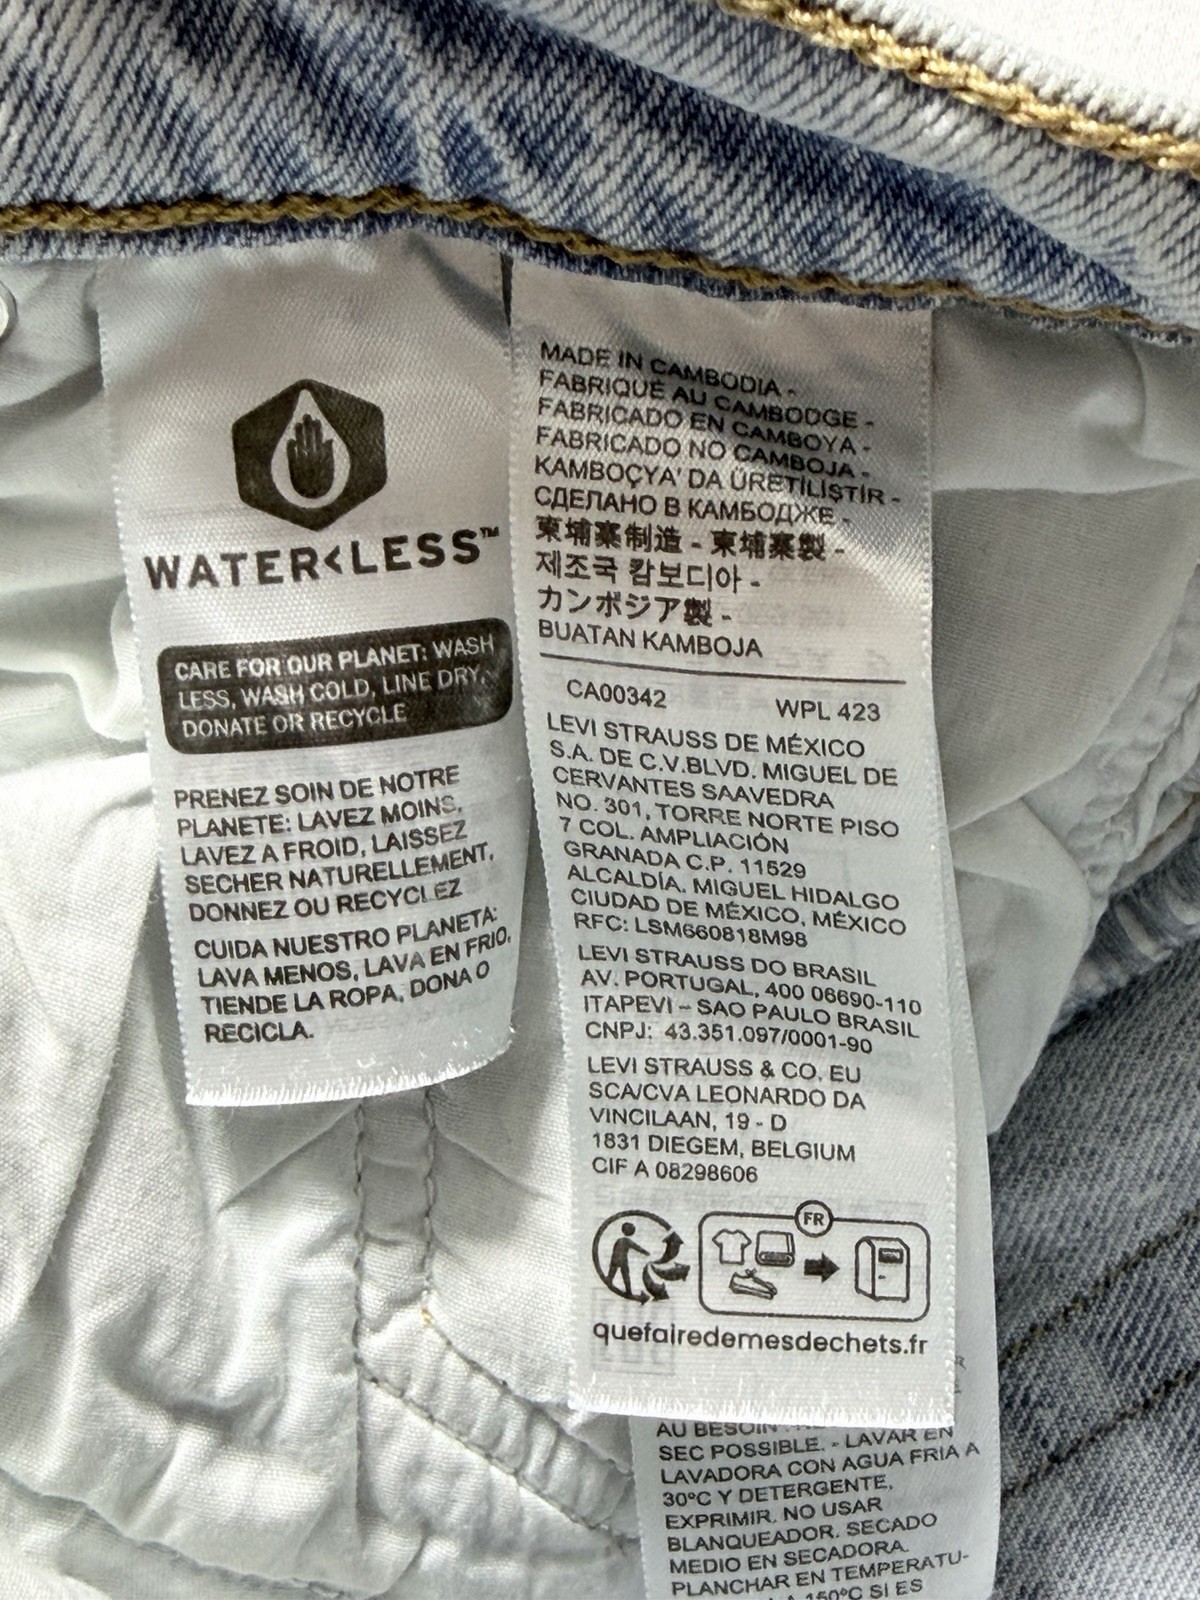 WATER<LESS™
CARE FOR OUR PLANET: WASH
LESS, WASH COLD, LINE DRY,
DONATE OR RECYCLE
PRENEZ SOIN DE NOTRE
PLANETE: LAVEZ MOINS,
LAVEZ A FROID, LAISSEZ
SECHER NATURELLEMENT,
DONNEZ OU RECYCLEZ
CUIDA NUESTRO PLANETA:
LAVA MENOS, LAVA EN FRIO,
TIENDE LA ROPA, DONA O
RECICLA.
MADE IN CAMBODIA -
FABRIQUÉ AU CAMBODGE -
FABRICADO EN CAMBOYA -
FABRICADO NO CAMBOJA -
KAMBOÇYA' DA ÜRETİLİŞTİR -
СДЕЛАНО В КАМБОДЖЕ -
柬埔寨制造 - 柬埔寨製 -
제조국 캄보디아 -
カンボジア製 -
BUATAN KAMBOJA
CA00342 WPL 423
LEVI STRAUSS DE MÉXICO
S.A. DE C.V.BLVD. MIGUEL DE
CERVANTES SAAVEDRA
NO. 301, TORRE NORTE PISO
7 COL. AMPLIACIÓN
GRANADA C.P. 11529
ALCALDÍA. MIGUEL HIDALGO
CIUDAD DE MÉXICO, MÉXICO
RFC: LSM660818M98
LEVI STRAUSS DO BRASIL
AV. PORTUGAL, 400 06690-110
ITAPEVI – SAO PAULO BRASIL
CNPJ: 43.351.097/0001-90
LEVI STRAUSS & CO. EU
SCA/CVA LEONARDO DA
VINCILAAN, 19 - D
1831 DIEGEM, BELGIUM
CIF A 08298606
FR
quefairedemesdechets.fr
AU BESOIN
SEC POSSIBLE. - LAVAR EN
LAVADORA CON AGUA FRIA A
30°C Y DETERGENTE,
EXPRIMIR. NO USAR
BLANQUEADOR. SECADO
MEDIO EN SECADORA.
PLANCHAR EN TEMPERATU-
A 150°C SI ES